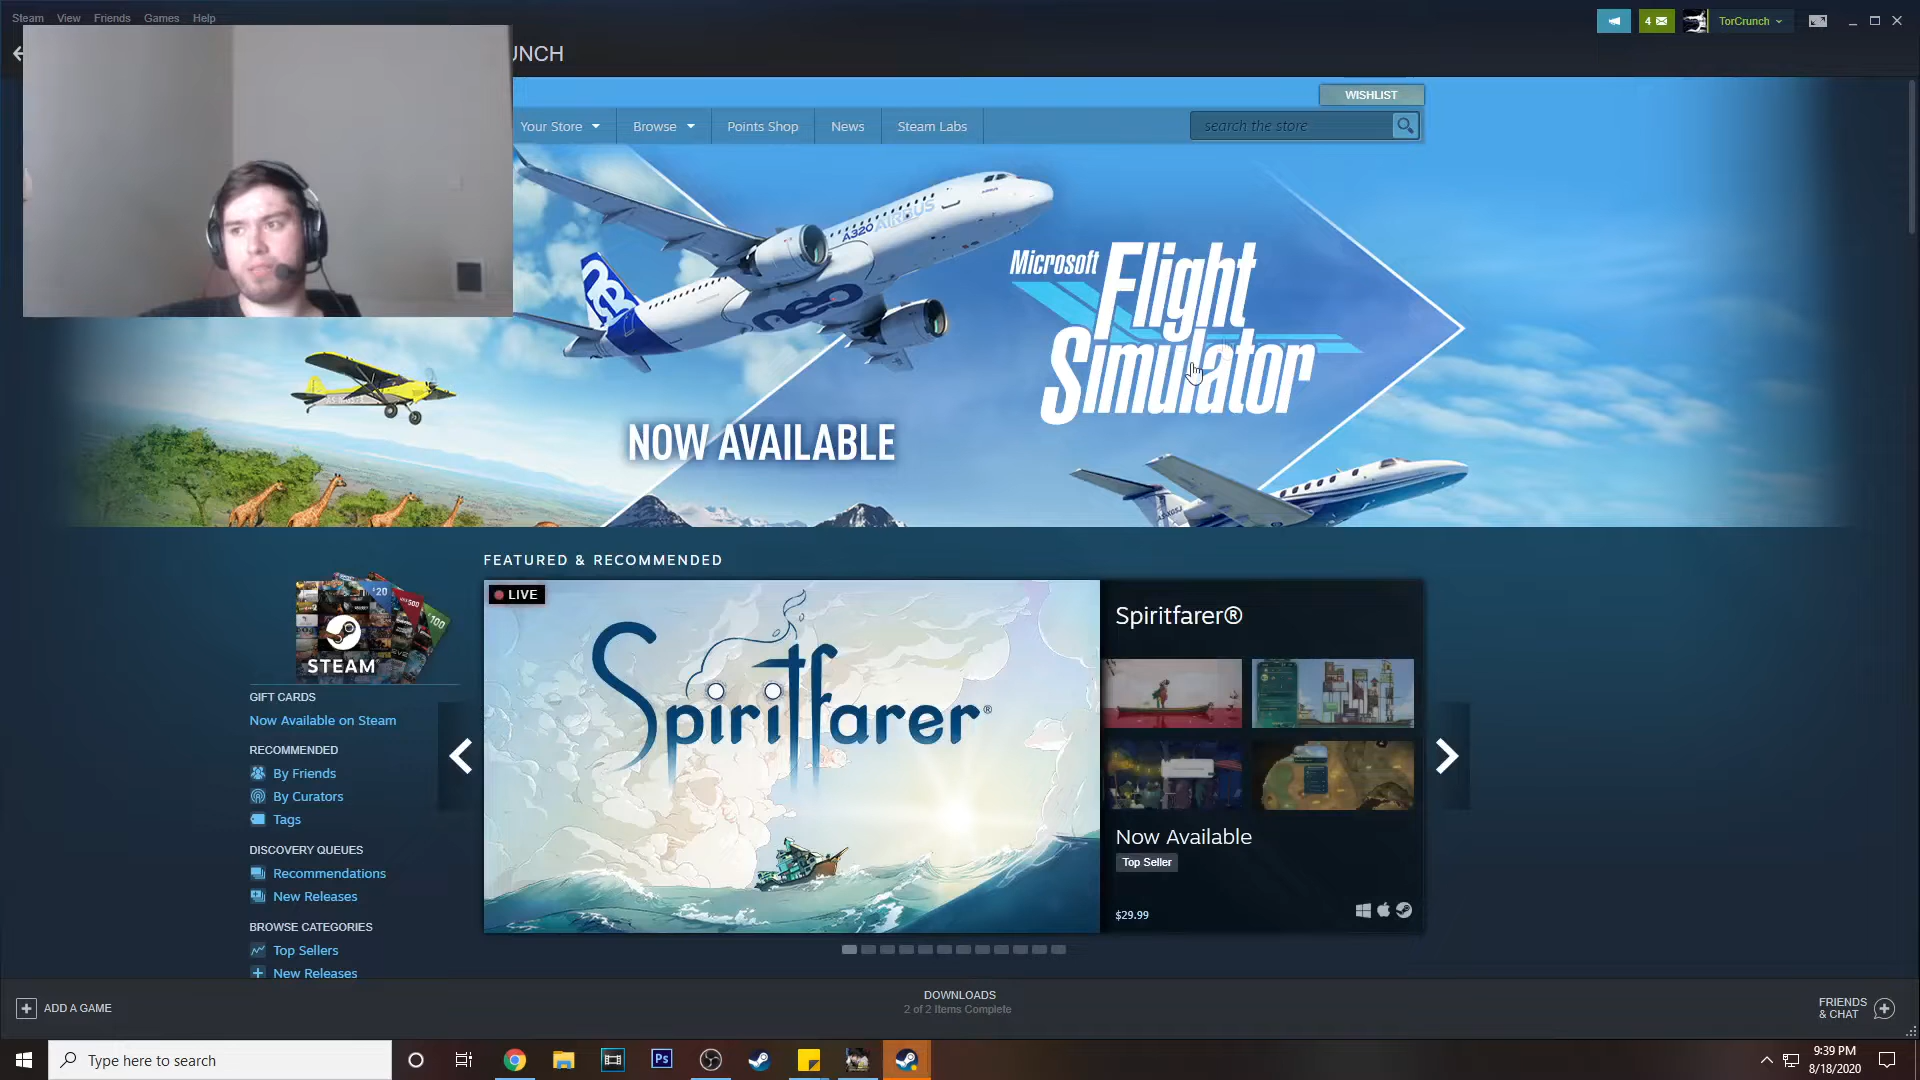 Steam View Friends Games Help
4 TorCrunch
UNCH
WISHLIST
Your Store Browse Points Shop News Steam Labs
search the store
A320 AIRBUS
neo
Microsoft
Flight
Simulator
NOW AVAILABLE
FEATURED & RECOMMENDED
STEAM
GIFT CARDS
Now Available on Steam
RECOMMENDED
By Friends
By Curators
Tags
DISCOVERY QUEUES
Recommendations
New Releases
BROWSE CATEGORIES
Top Sellers
New Releases
LIVE
Spiritfarer®
Spiritfarer®
Now Available
Top Seller
$29.99
ADD A GAME
DOWNLOADS
2 of 2 Items Complete
FRIENDS
& CHAT
Type here to search
Ps
9:39 PM
8/18/2020